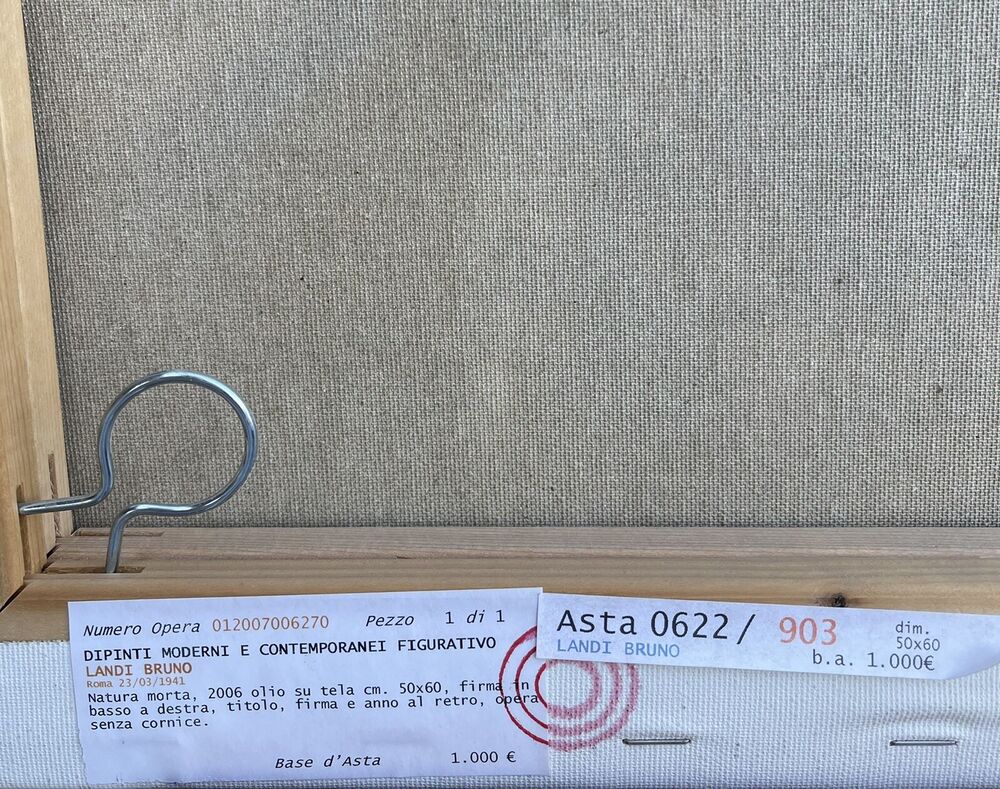 Numero Opera 012007006270 Pezzo 1 di 1
DIPINTI MODERNI E CONTEMPORANEI FIGURATIVO
LANDI BRUNO
Roma 23/03/1941
Natura morta, 2006 olio su tela cm. 50x60, firma in
basso a destra, titolo, firma e anno al retro, opera
senza cornice.
Base d'Asta 1.000 €
Asta 0622/ 903 dim.
50x60
LANDI BRUNO
b.a. 1.000€